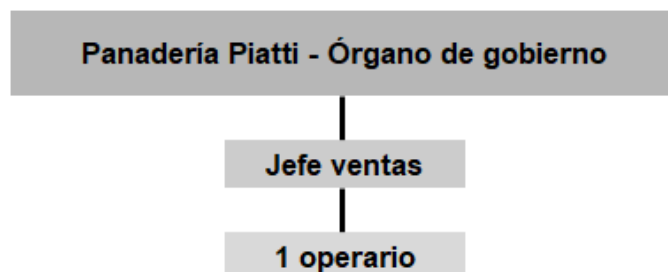 Panadería Piatti - Órgano de gobierno
Jefe ventas
1 operario